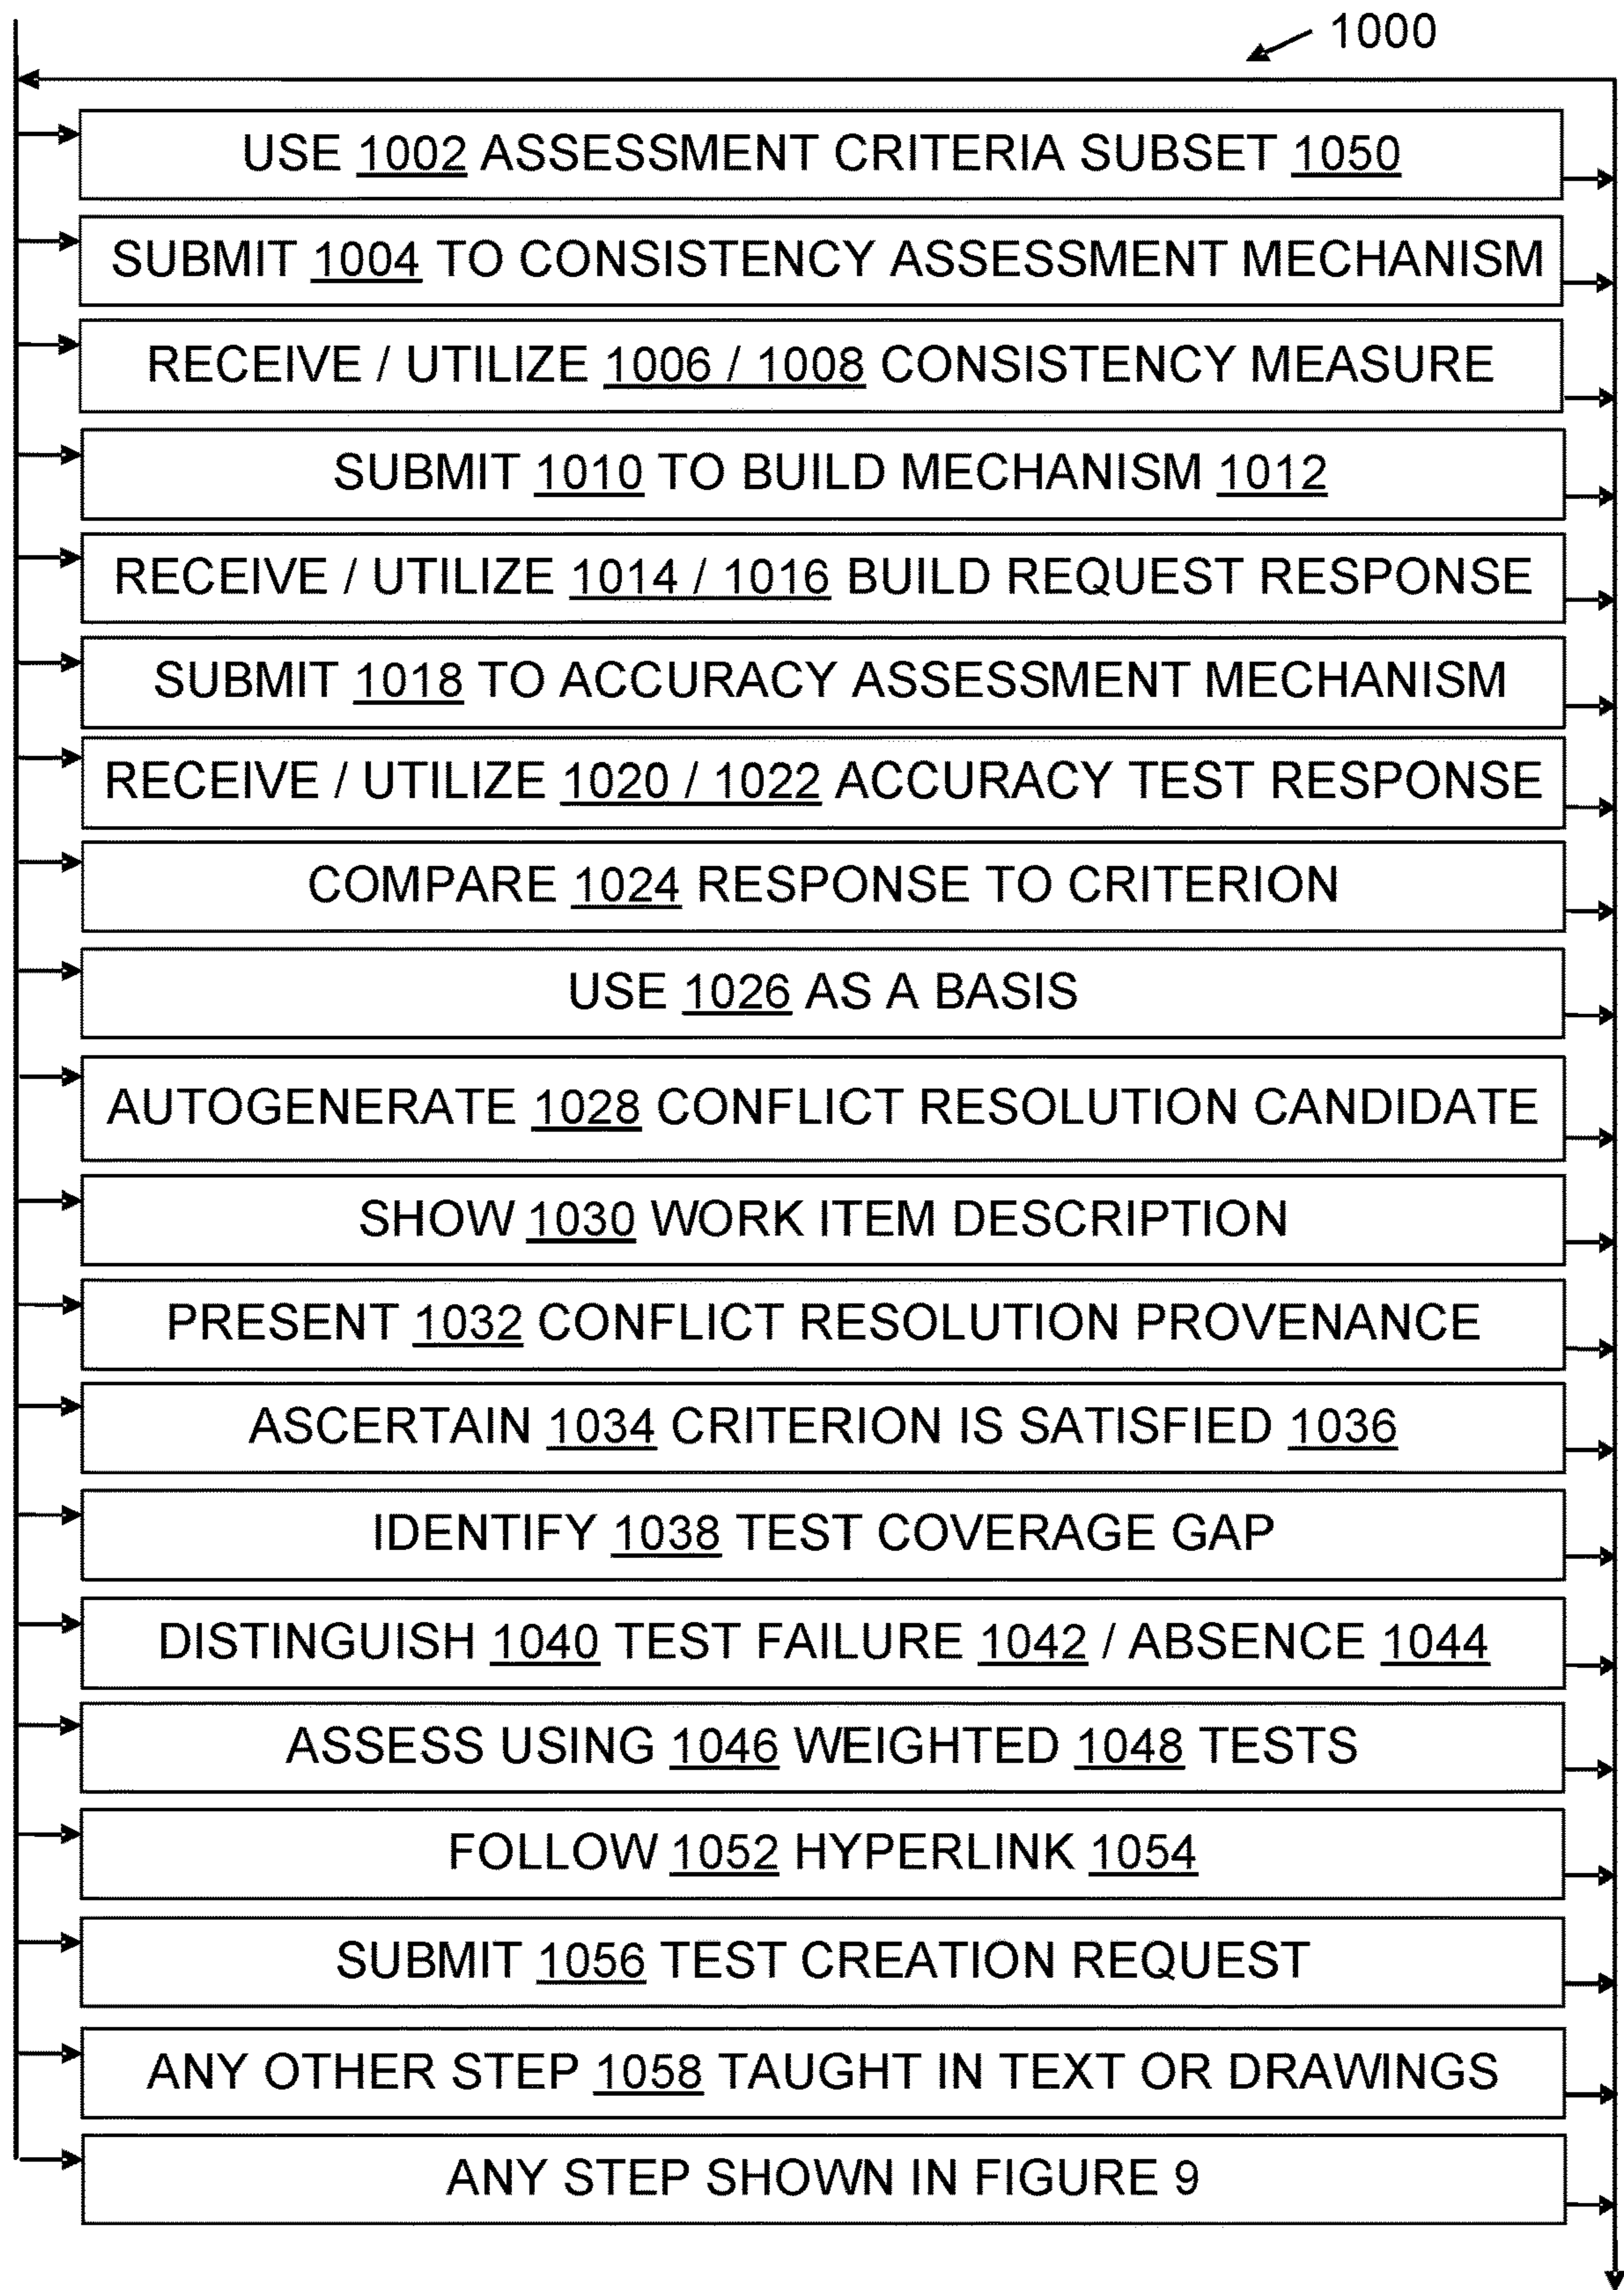 1000
USE 1002 ASSESSMENT CRITERIA SUBSET 1050
SUBMIT 1004 TO CONSISTENCY ASSESSMENT MECHANISM
RECEIVE / UTILIZE 1006 / 1008 CONSISTENCY MEASURE
SUBMIT 1010 TO BUILD MECHANISM 1012
RECEIVE / UTILIZE 1014 / 1016 BUILD REQUEST RESPONSE
SUBMIT 1018 TO ACCURACY ASSESSMENT MECHANISM
RECEIVE / UTILIZE 1020 / 1022 ACCURACY TEST RESPONSE
COMPARE 1024 RESPONSE TO CRITERION
USE 1026 AS A BASIS
AUTOGENERATE 1028 CONFLICT RESOLUTION CANDIDATE
SHOW 1030 WORK ITEM DESCRIPTION
PRESENT 1032 CONFLICT RESOLUTION PROVENANCE
ASCERTAIN 1034 CRITERION IS SATISFIED 1036
IDENTIFY 1038 TEST COVERAGE GAP
DISTINGUISH 1040 TEST FAILURE 1042 / ABSENCE 1044
ASSESS USING 1046 WEIGHTED 1048 TESTS
FOLLOW 1052 HYPERLINK 1054
SUBMIT 1056 TEST CREATION REQUEST
ANY OTHER STEP 1058 TAUGHT IN TEXT OR DRAWINGS
ANY STEP SHOWN IN FIGURE 9